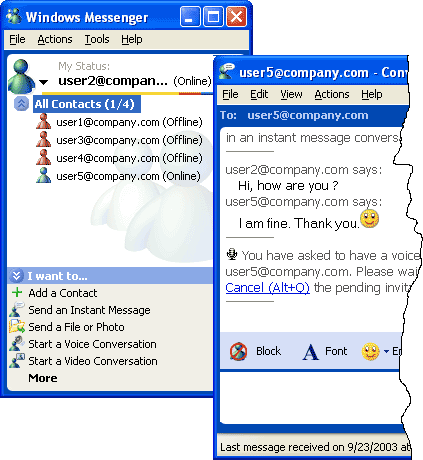 Windows Messenger
File Actions Tools Help
My Status:
user2@compan... (Online)
All Contacts (1/4)
user1@company.com (Offline)
user3@company.com (Offline)
user4@company.com (Offline)
user5@company.com (Online)
I want to...
Add a Contact
Send an Instant Message
Send a File or Photo
Start a Voice Conversation
Start a Video Conversation
More
user5@company.com - Conv
File Edit View Actions Help
To: user5@company.com
in an instant message convers
user2@company.com says:
Hi, how are you ?
user5@company.com says:
I am fine. Thank you.
You have asked to have a voice
user5@company.com. Please wai
Cancel (Alt+Q) the pending invit
Block Font En
Last message received on 9/23/2003 at